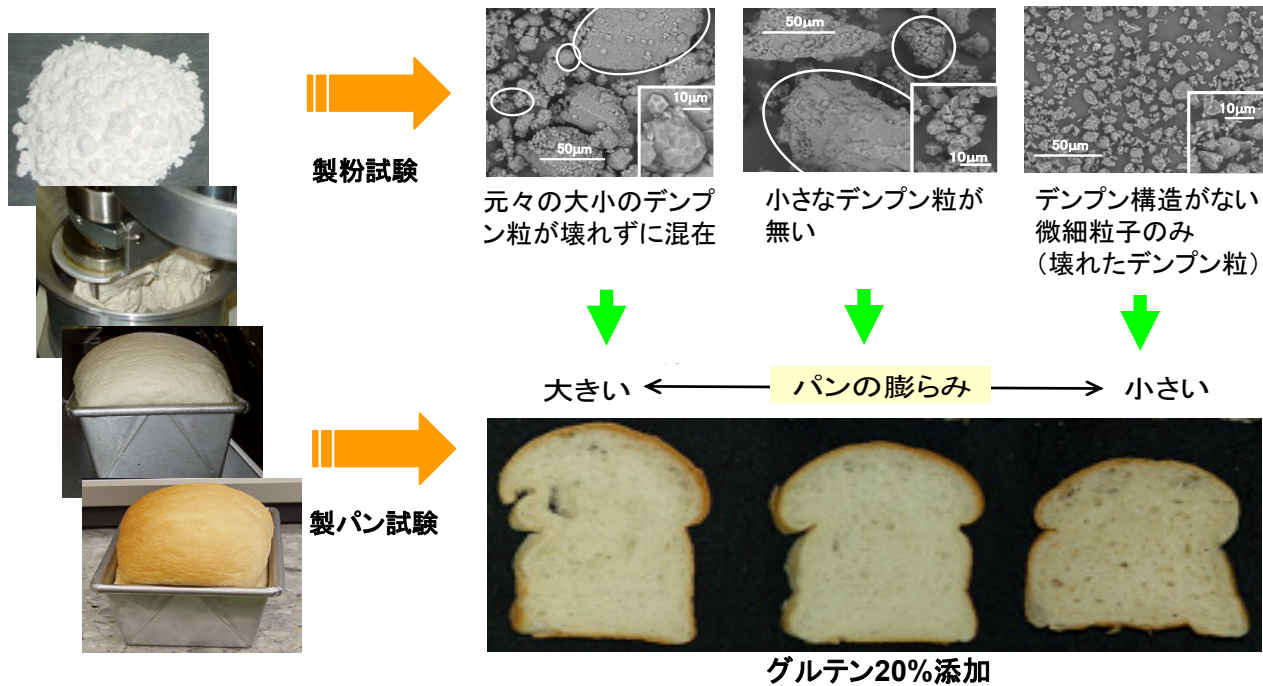 50μm
10μm
50μm
10μm
10μm
50μm
製粉試験
元々の大小のデンプ
ン粒が壊れずに混在
小さなデンプン粒が
無い
デンプン構造がない
微細粒子のみ
（壊れたデンプン粒）
大きい
パンの膨らみ
小さい
製パン試験
グルテン20%添加